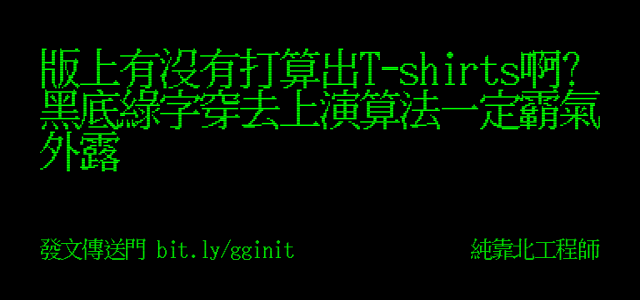 版上有沒有打算出T-shirts啊?
黑底綠字穿去上演算法一定霸氣
外露
發文傳送門 bit.ly/gginit
純靠北工程師